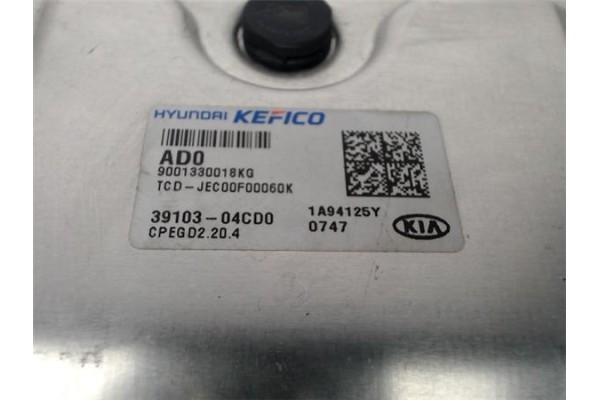 HYUNDAI KEFICO
AD0
9001330018KG
TCD-JEC00F00060K
39103-04CD0 1A94125Y
CPEGD2.20.4 0747
KIA